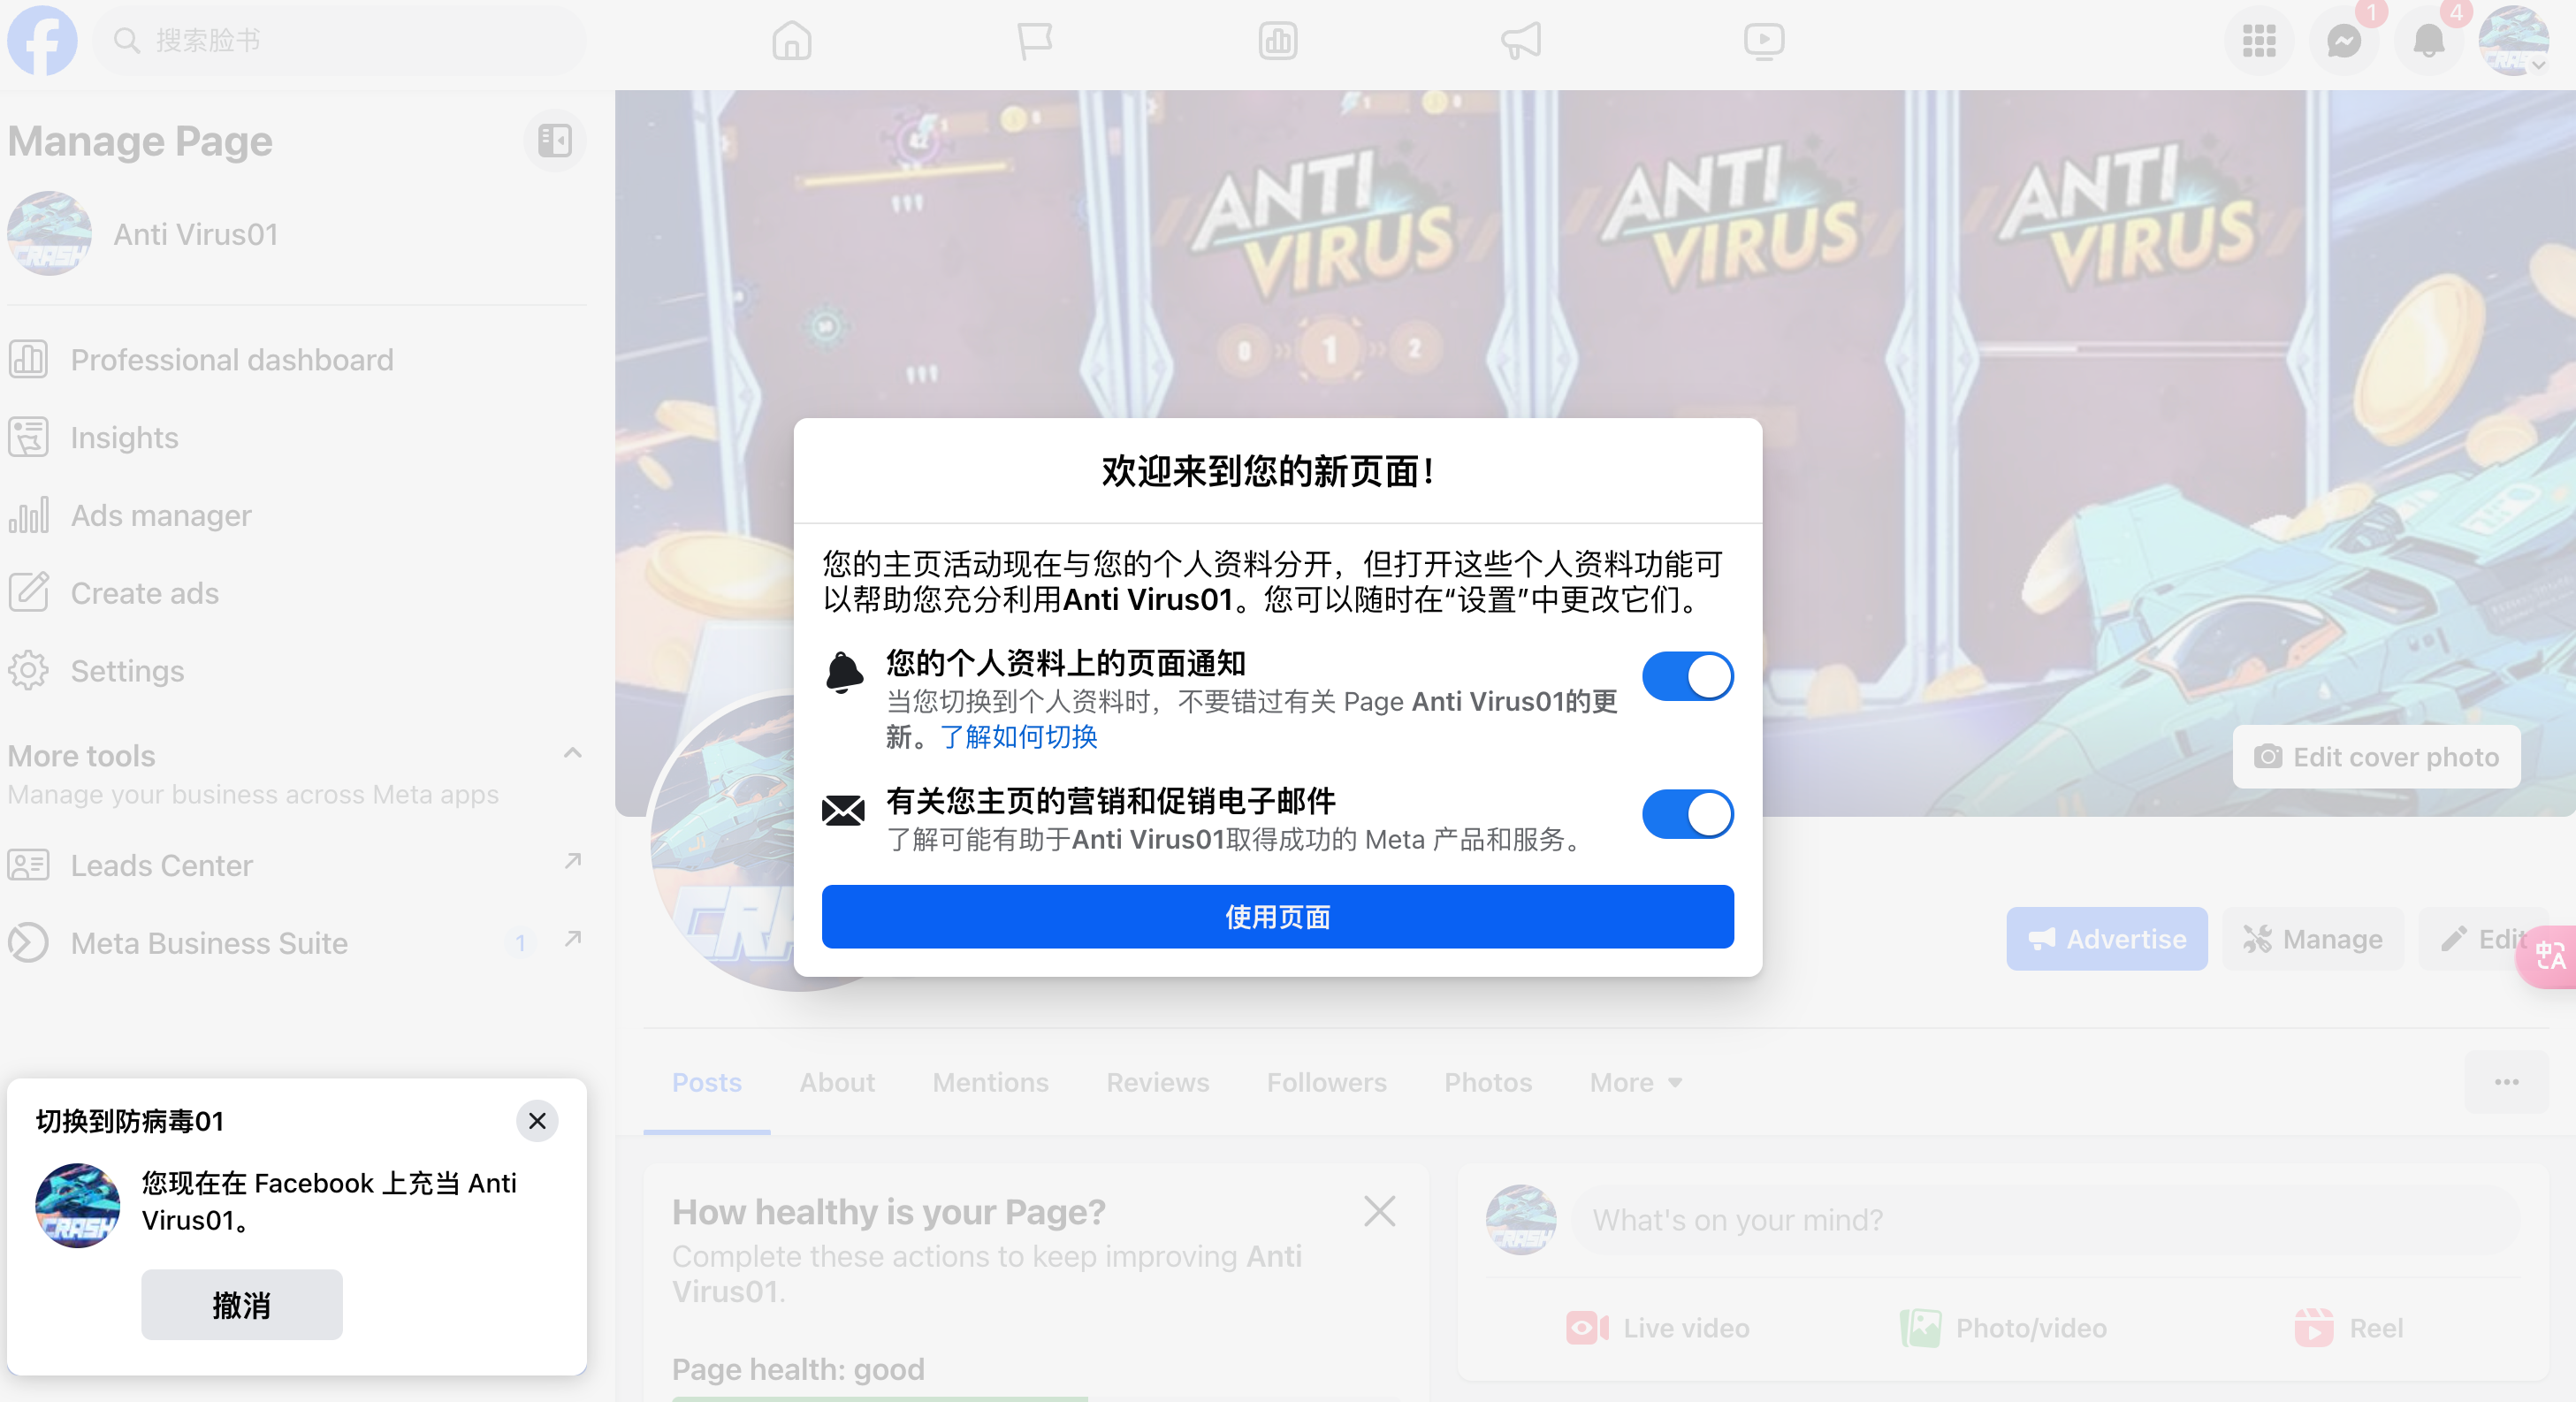 搜索脸书
1
4
Manage Page
Anti Virus01
Professional dashboard
Insights
Ads manager
Create ads
Settings
More tools
Manage your business across Meta apps
Leads Center
Meta Business Suite
1
ANTI
VIRUS
ANTI
VIRUS
ANTI
VIRUS
0
1
2
Edit cover photo
欢迎来到您的新页面！
您的主页活动现在与您的个人资料分开，但打开这些个人资料功能可
以帮助您充分利用Anti Virus01。您可以随时在“设置”中更改它们。
您的个人资料上的页面通知
当您切换到个人资料时，不要错过有关 Page Anti Virus01的更
新。了解如何切换
有关您主页的营销和促销电子邮件
了解可能有助于Anti Virus01取得成功的 Meta 产品和服务。
使用页面
Advertise
Manage
Edit
Posts
About
Mentions
Reviews
Followers
Photos
More
切换到防病毒01
您现在在 Facebook 上充当 Anti
Virus01。
CRASH
撤消
How healthy is your Page?
Complete these actions to keep improving Anti
Virus01.
Page health: good
What's on your mind?
Live video
Photo/video
Reel